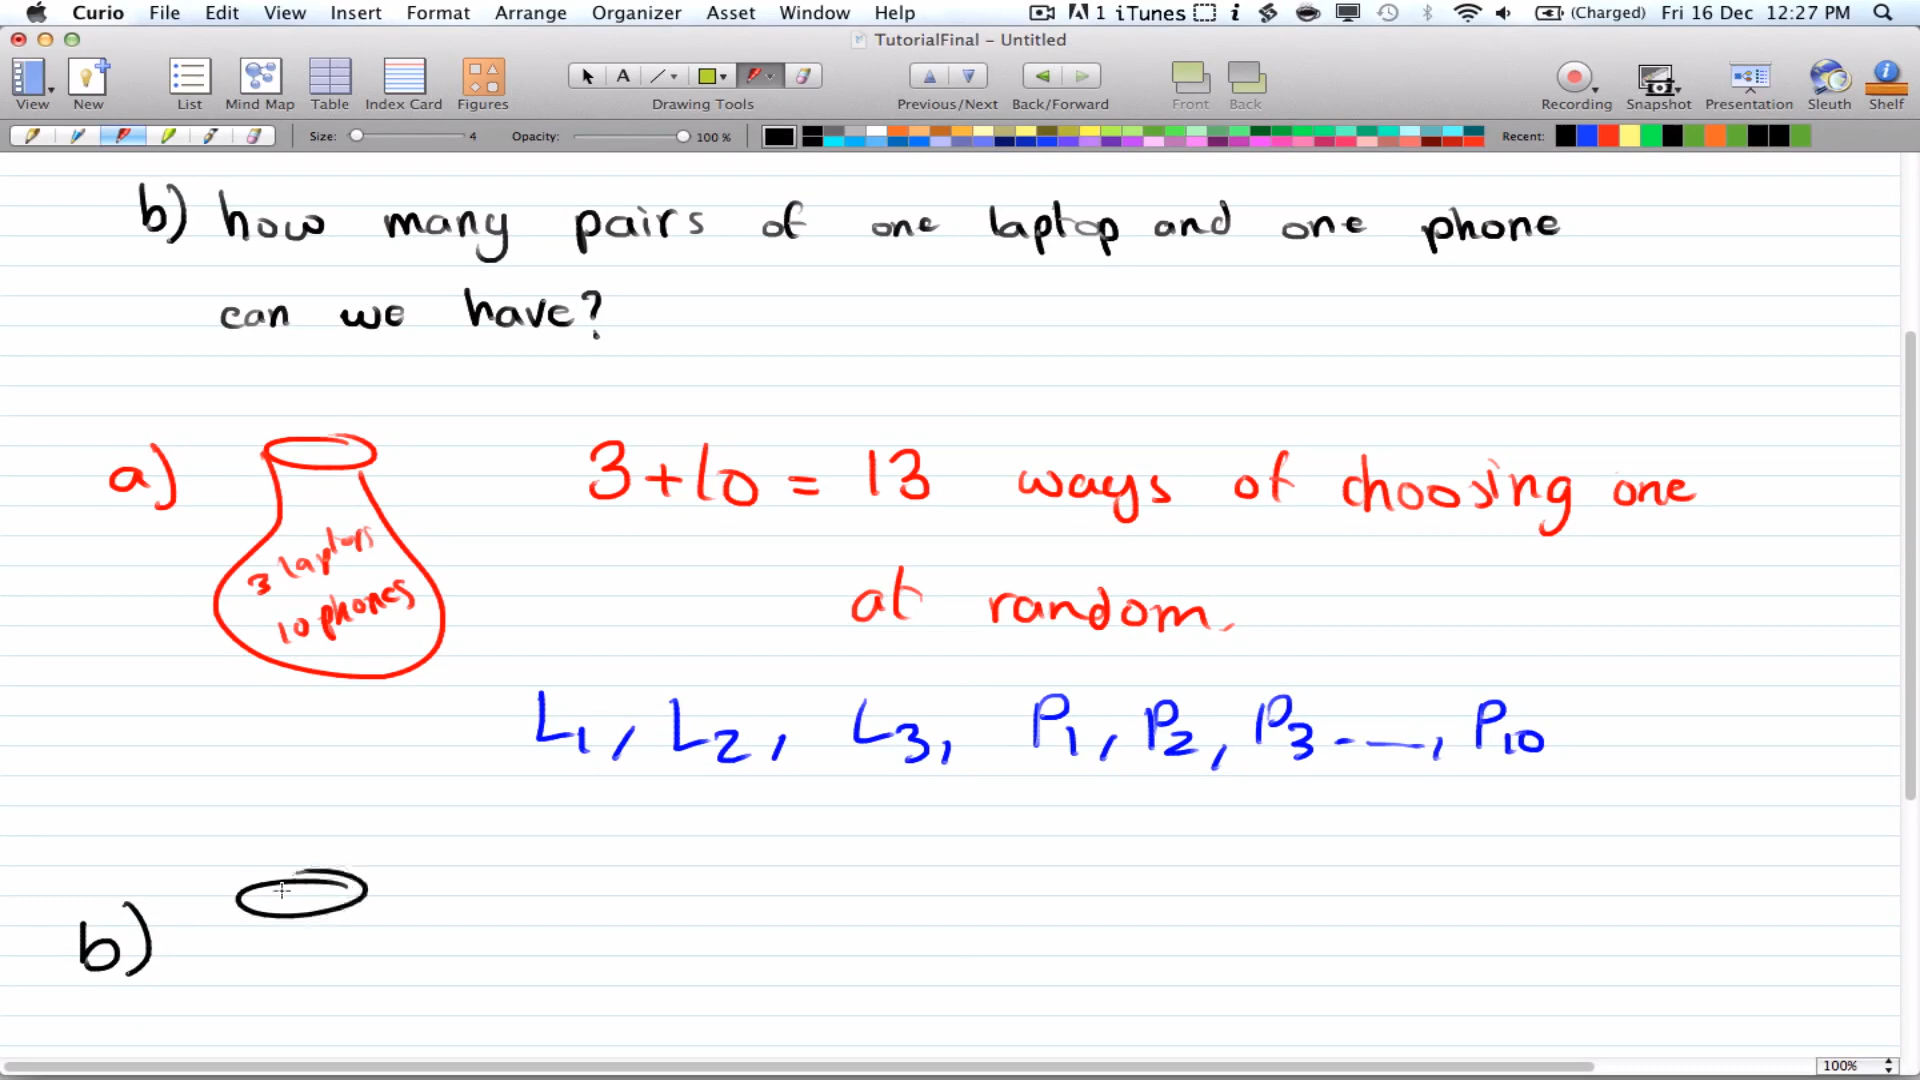 Curio File Edit View Insert Format Arrange Organizer Asset Window Help 1 iTunes (Charged) Fri 16 Dec 12:27 PM
TutorialFinal – Untitled
View New List Mind Map Table Index Card Figures Drawing Tools Previous/Next Back/Forward Front Back Recording Snapshot Presentation Sleuth Shelf
Size: 4 Opacity: 100 % Recent:
b) how many pairs of one laptop and one phone
can we have?
a) 3+10 = 13 ways of choosing one
3 laptops
10 phones
at random.
L1, L2, L3, P1, P2, P3 - —, P10
b)
100%